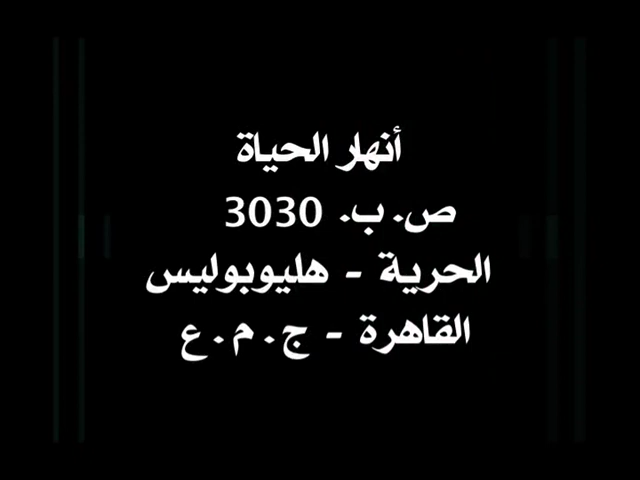 أنهار الحياة
ص. ب. 3030
الحرية - هليوبوليس
القاهرة - ج. م. ع